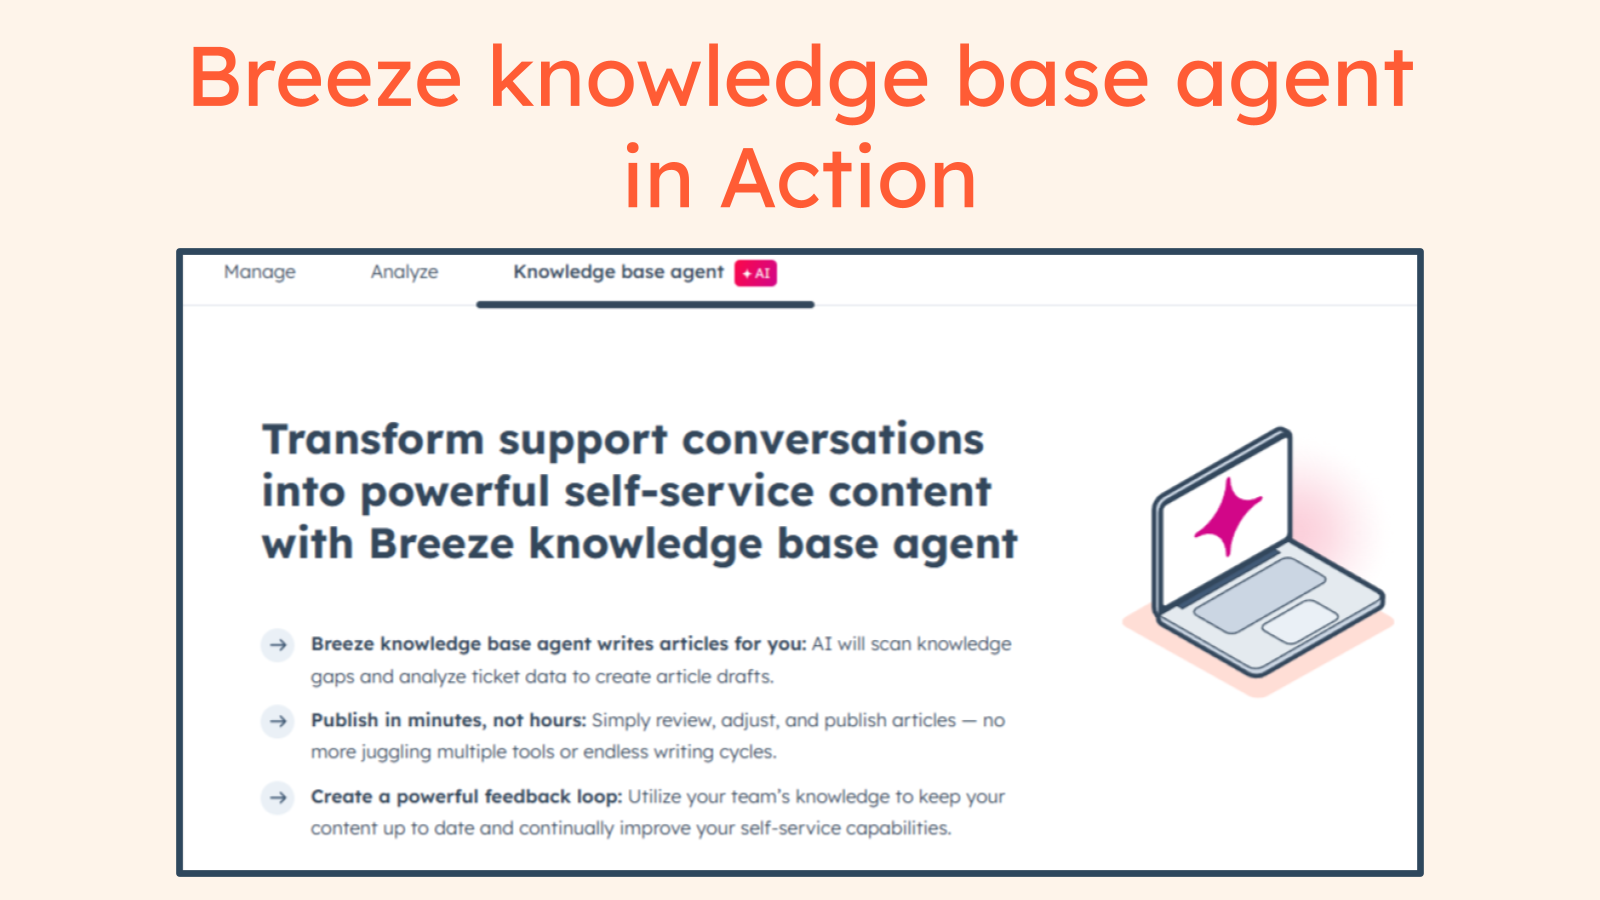 Breeze knowledge base agent
in Action
Manage Analyze Knowledge base agent AI
Transform support conversations
into powerful self-service content
with Breeze knowledge base agent
Breeze knowledge base agent writes articles for you: AI will scan knowledge
gaps and analyze ticket data to create article drafts.
Publish in minutes, not hours: Simply review, adjust, and publish articles — no
more juggling multiple tools or endless writing cycles.
Create a powerful feedback loop: Utilize your team’s knowledge to keep your
content up to date and continually improve your self-service capabilities.